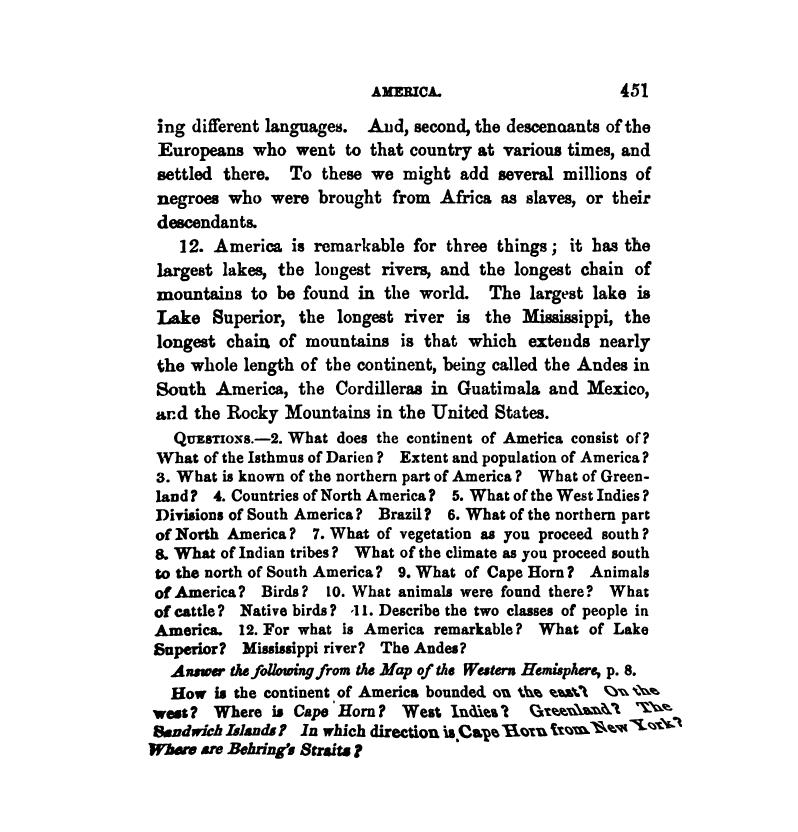 AMERICA. 451
ing different languages. And, second, the descendants of the
Europeans who went to that country at various times, and
settled there. To these we might add several millions of
negroes who were brought from Africa as slaves, or their
descendants.
12. America is remarkable for three things; it has the
largest lakes, the longest rivers, and the longest chain of
mountains to be found in the world. The largest lake is
Lake Superior, the longest river is the Mississippi, the
longest chain of mountains is that which extends nearly
the whole length of the continent, being called the Andes in
South America, the Cordilleras in Guatimala and Mexico,
and the Rocky Mountains in the United States.
QUESTIONS.—2. What does the continent of America consist of?
What of the Isthmus of Darien? Extent and population of America?
3. What is known of the northern part of America? What of Green-
land? 4. Countries of North America? 5. What of the West Indies?
Divisions of South America? Brazil? 6. What of the northern part
of North America? 7. What of vegetation as you proceed south?
8. What of Indian tribes? What of the climate as you proceed south
to the north of South America? 9. What of Cape Horn? Animals
of America? Birds? 10. What animals were found there? What
of cattle? Native birds? 11. Describe the two classes of people in
America. 12. For what is America remarkable? What of Lake
Superior? Mississippi river? The Andes?
Answer the following from the Map of the Western Hemisphere, p. 8.
How is the continent of America bounded on the east? On the
west? Where is Cape Horn? West Indies? Greenland? The
Sandwich Islands? In which direction is Cape Horn from New York?
Where are Behring's Straits?